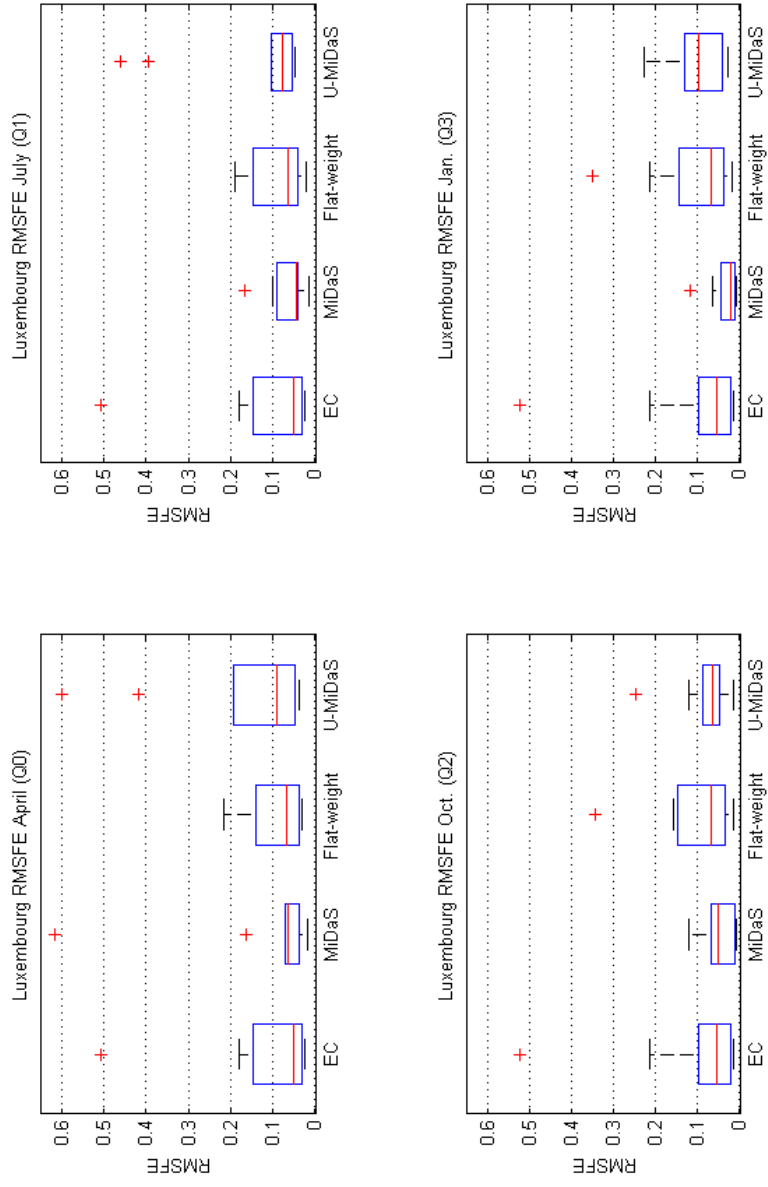 Luxembourg RMSFE April (Q0)
RMSFE
0.6
0.5
0.4
0.3
0.2
0.1
0
EC
MiDaS
Flat-weight
U-MiDaS
Luxembourg RMSFE July (Q1)
RMSFE
0.6
0.5
0.4
0.3
0.2
0.1
0
EC
MiDaS
Flat-weight
U-MiDaS
Luxembourg RMSFE Oct. (Q2)
RMSFE
0.6
0.5
0.4
0.3
0.2
0.1
0
EC
MiDaS
Flat-weight
U-MiDaS
Luxembourg RMSFE Jan. (Q3)
RMSFE
0.6
0.5
0.4
0.3
0.2
0.1
0
EC
MiDaS
Flat-weight
U-MiDaS